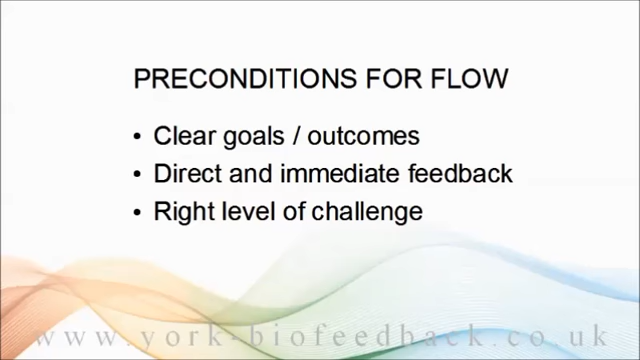 PRECONDITIONS FOR FLOW
• Clear goals / outcomes
• Direct and immediate feedback
• Right level of challenge
www.york-biofeedback.co.uk